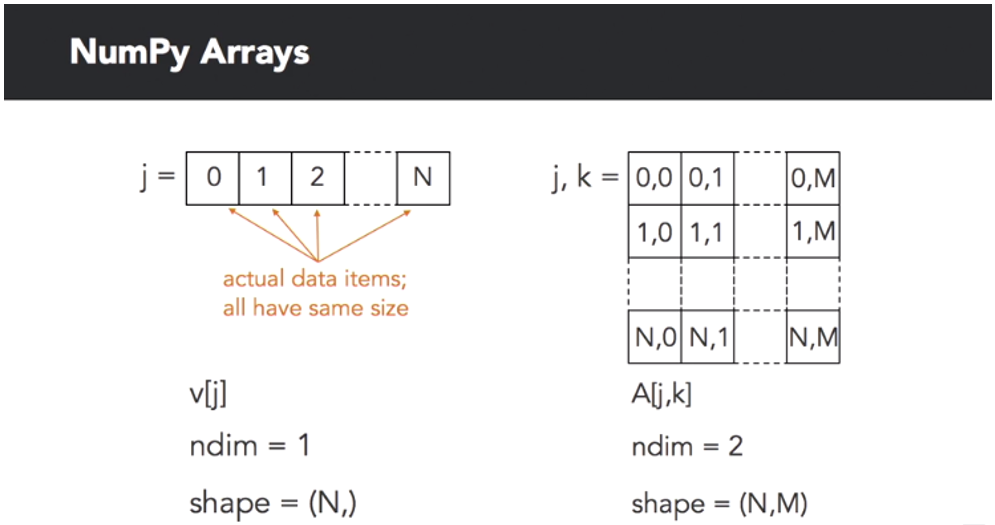 NumPy Arrays
j = 0 1 2 N
actual data items;
all have same size
v[j]
ndim = 1
shape = (N,)
j, k = 0,0 0,1 0,M
1,0 1,1 1,M
N,0 N,1 N,M
A[j,k]
ndim = 2
shape = (N,M)